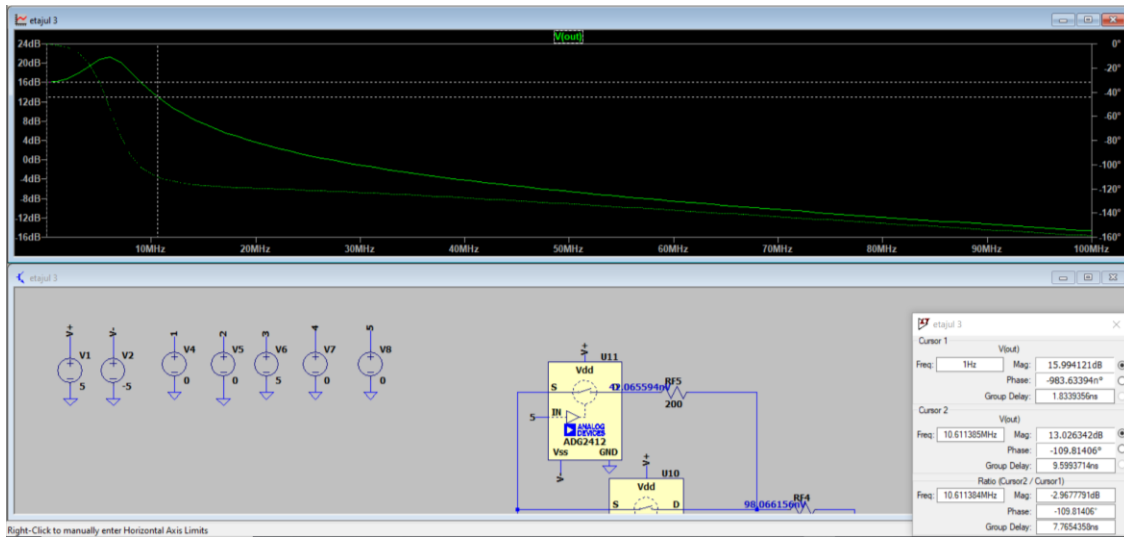 etajul 3
V(out)
24dB
20dB
16dB
12dB
8dB
4dB
0dB
-4dB
-8dB
-12dB
-16dB
0°
-20°
-40°
-60°
-80°
-100°
-120°
-140°
-160°
10MHz 20MHz 30MHz 40MHz 50MHz 60MHz 70MHz 80MHz 90MHz 100MHz
etajul 3
V+ V- 1 2 3 4 5
V1 V2 V4 V5 V6 V7 V8
5 -5 0 0 5 0 0
V+
U11
Vdd
S
RF5
200
5 IN
ANALOG
DEVICES
ADG2412
Vss GND
V-
V+
U10
Vdd
S D
98.066156nV
RF4
etajul 3
Cursor 1
V(out)
Freq: 1Hz Mag: 15.994121dB
Phase: -983.63394n°
Group Delay: 1.8339356ns
Cursor 2
V(out)
Freq: 10.611385MHz Mag: 13.026342dB
Phase: -109.81406°
Group Delay: 9.5993714ns
Ratio (Cursor2 / Cursor1)
Freq: 10.611384MHz Mag: -2.9677791dB
Phase: -109.81406°
Group Delay: 7.7654358ns
Right-Click to manually enter Horizontal Axis Limits